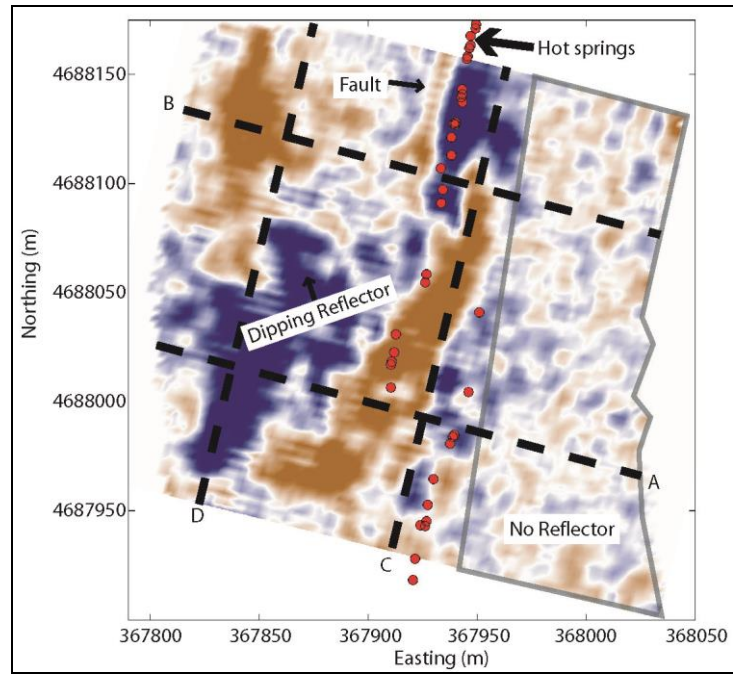 Hot springs
4688150
Fault
B
4688100
Northing (m)
4688050
Dipping Reflector
4688000
A
4687950
No Reflector
D
C
367800
367850
367900
367950
368000
368050
Easting (m)